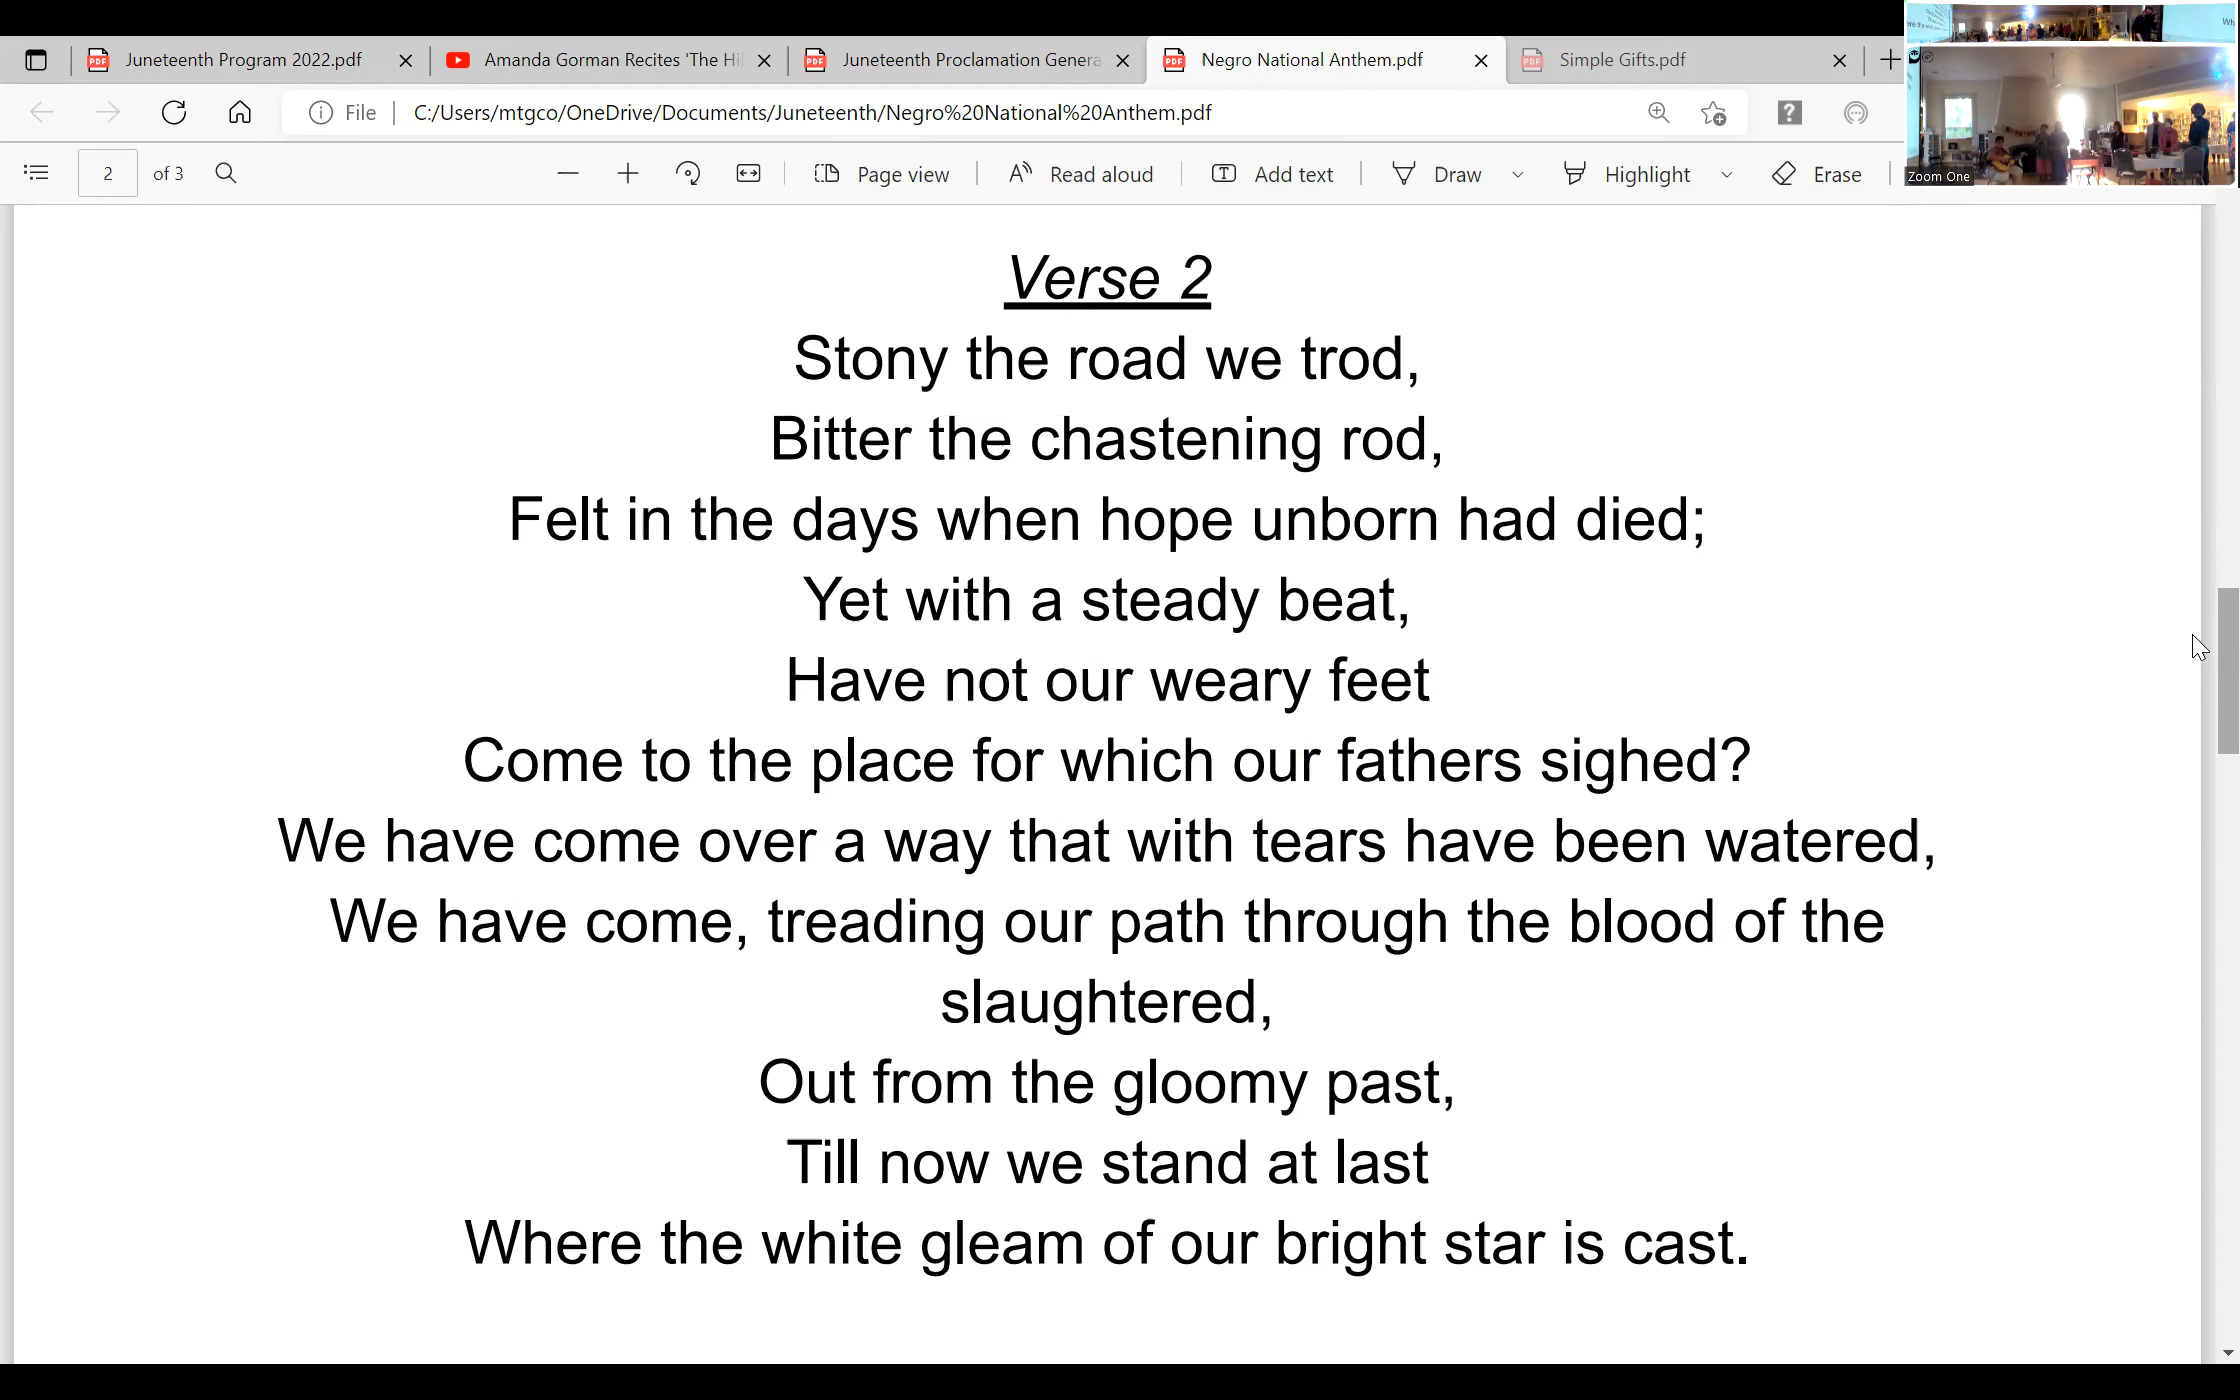 Juneteenth Program 2022.pdf
Amanda Gorman Recites 'The Hi
Juneteenth Proclamation Genera
Negro National Anthem.pdf
Simple Gifts.pdf
File
C:/Users/mtgco/OneDrive/Documents/Juneteenth/Negro%20National%20Anthem.pdf
2 of 3
Page view
Read aloud
Add text
Draw
Highlight
Erase
Zoom One
Verse 2
Stony the road we trod,
Bitter the chastening rod,
Felt in the days when hope unborn had died;
Yet with a steady beat,
Have not our weary feet
Come to the place for which our fathers sighed?
We have come over a way that with tears have been watered,
We have come, treading our path through the blood of the
slaughtered,
Out from the gloomy past,
Till now we stand at last
Where the white gleam of our bright star is cast.